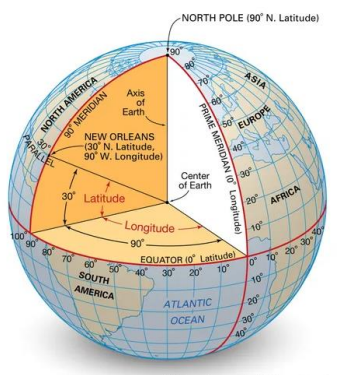 NORTH POLE (90° N. Latitude)
90°
80°
70°
60°
50°
40°
30°
20°
10°
0°
10°
20°
30°
40°
ASIA
EUROPE
AFRICA
NORTH AMERICA
90° MERIDIAN
Axis
of
Earth
PRIME MERIDIAN (0° Longitude)
30°
PARALLEL
NEW ORLEANS
(30° N. Latitude,
90° W. Longitude)
Center
of Earth
30°
Latitude
Longitude
90°
EQUATOR (0° Latitude)
100°
90°
80°
70°
60°
50°
40°
30°
20°
10°
0°
10°
20°
30°
40°
SOUTH
AMERICA
ATLANTIC
OCEAN